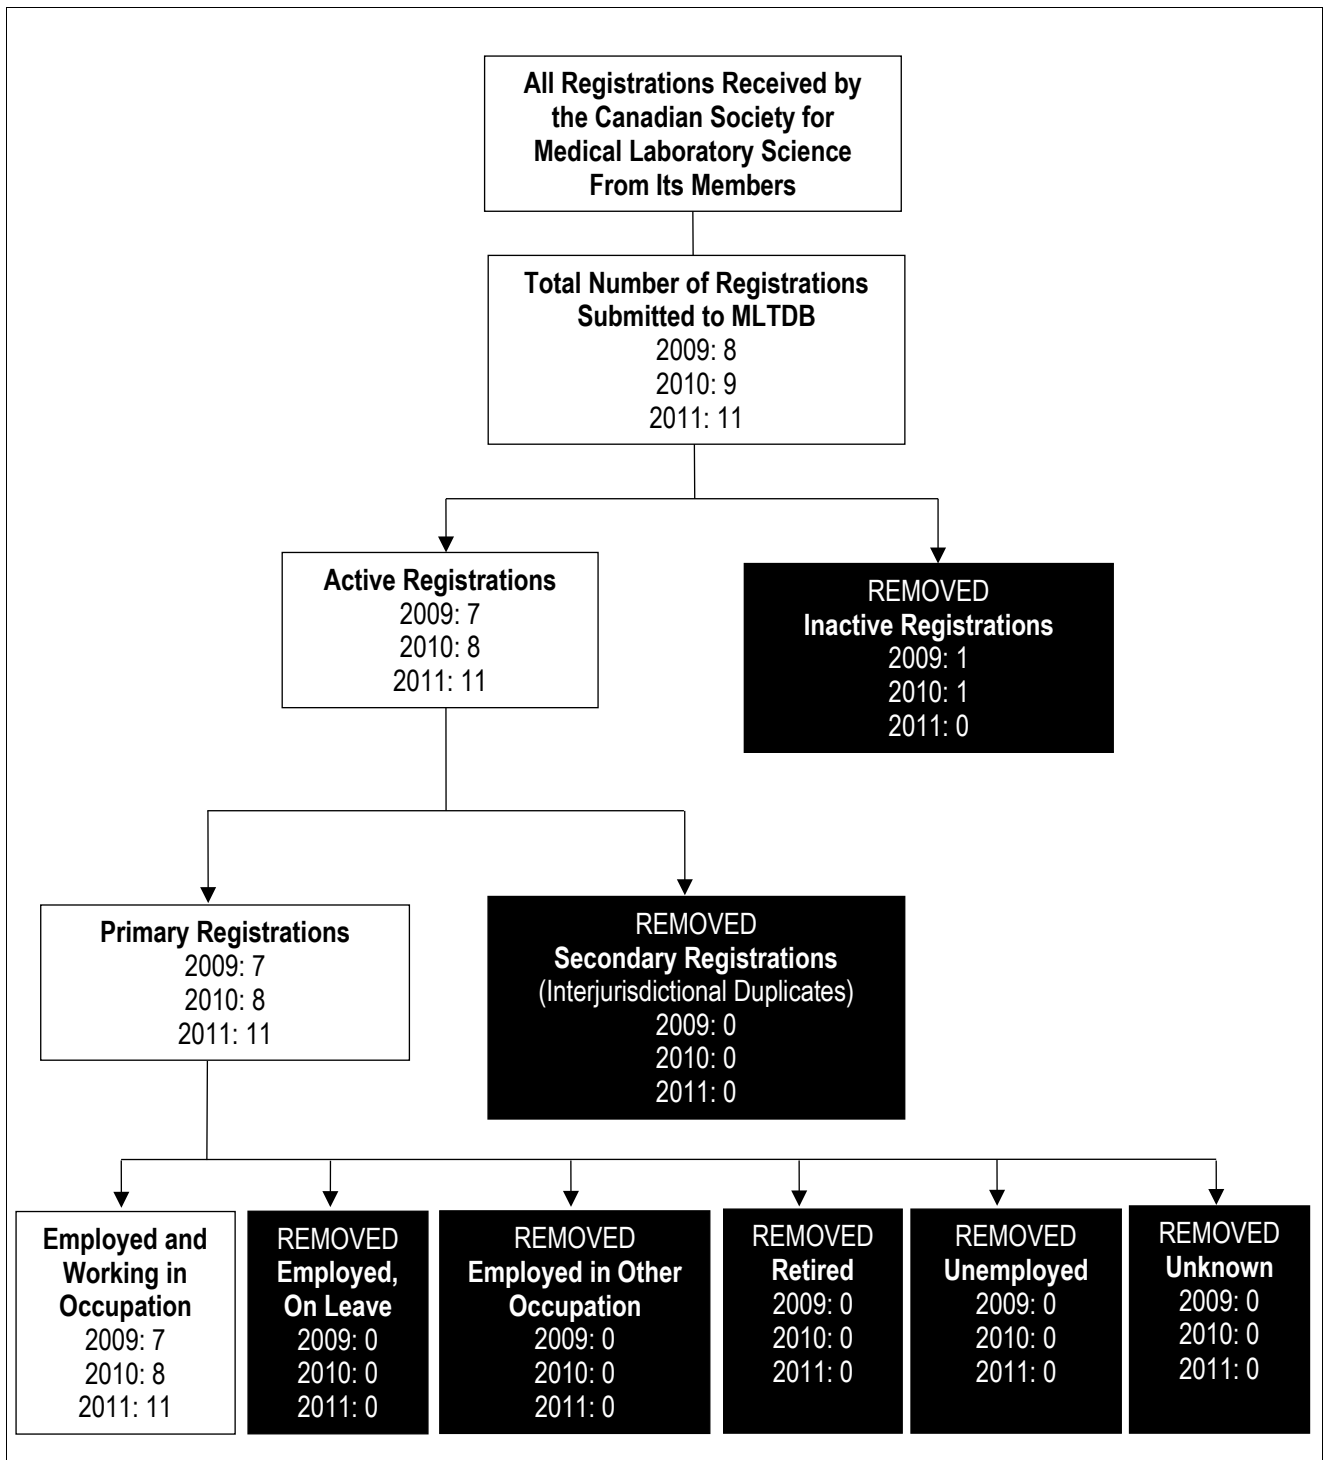 All Registrations Received by
the Canadian Society for
Medical Laboratory Science
From Its Members
Total Number of Registrations
Submitted to MLTDB
2009: 8
2010: 9
2011: 11
Active Registrations
2009: 7
2010: 8
2011: 11
REMOVED
Inactive Registrations
2009: 1
2010: 1
2011: 0
Primary Registrations
2009: 7
2010: 8
2011: 11
REMOVED
Secondary Registrations
(Interjurisdictional Duplicates)
2009: 0
2010: 0
2011: 0
Employed and
Working in
Occupation
2009: 7
2010: 8
2011: 11
REMOVED
Employed,
On Leave
2009: 0
2010: 0
2011: 0
REMOVED
Employed in Other
Occupation
2009: 0
2010: 0
2011: 0
REMOVED
Retired
2009: 0
2010: 0
2011: 0
REMOVED
Unemployed
2009: 0
2010: 0
2011: 0
REMOVED
Unknown
2009: 0
2010: 0
2011: 0